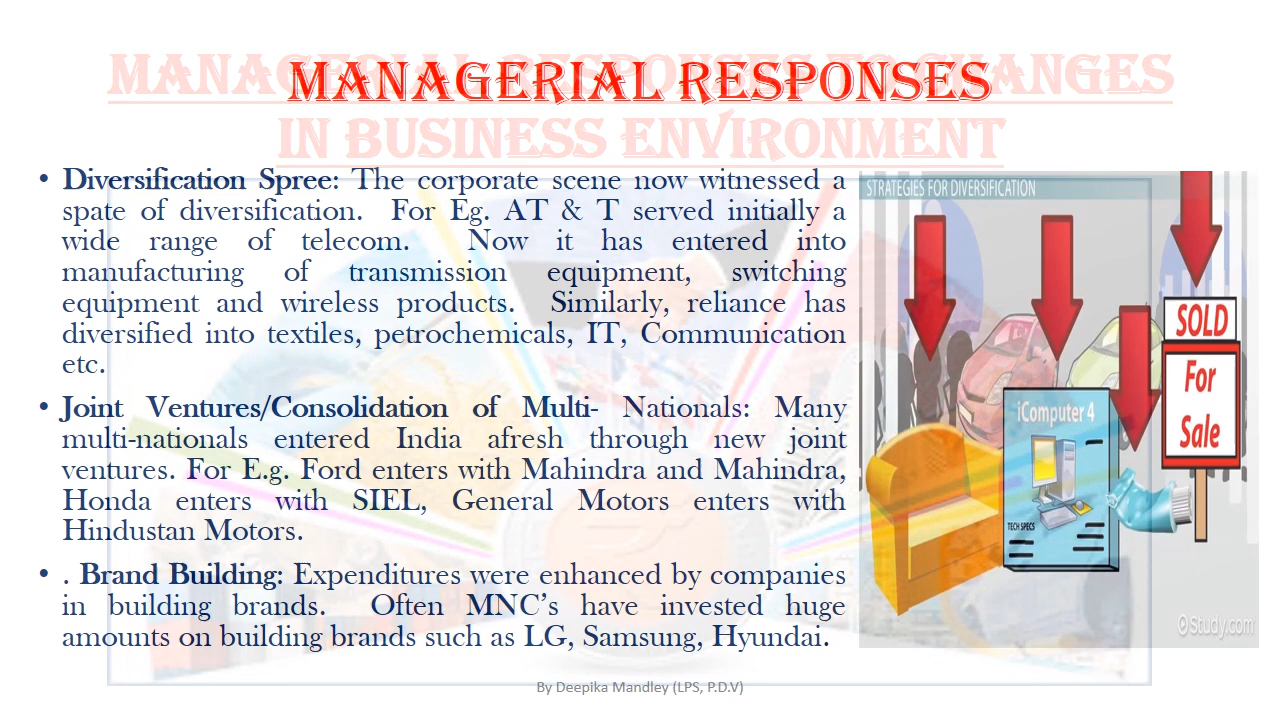 MANAGERIAL RESPONSES TO CHANGES
IN BUSINESS ENVIRONMENT
MANAGERIAL RESPONSES
• Diversification Spree: The corporate scene now witnessed a
spate of diversification. For Eg. AT & T served initially a
wide range of telecom. Now it has entered into
manufacturing of transmission equipment, switching
equipment and wireless products. Similarly, reliance has
diversified into textiles, petrochemicals, IT, Communication
etc.
• Joint Ventures/Consolidation of Multi- Nationals: Many
multi-nationals entered India afresh through new joint
ventures. For E.g. Ford enters with Mahindra and Mahindra,
Honda enters with SIEL, General Motors enters with
Hindustan Motors.
• . Brand Building: Expenditures were enhanced by companies
in building brands. Often MNC’s have invested huge
amounts on building brands such as LG, Samsung, Hyundai.
STRATEGIES FOR DIVERSIFICATION
SOLD
For
Sale
iComputer 4
TECH SPECS
Study.com
By Deepika Mandley (LPS, P.D.V)